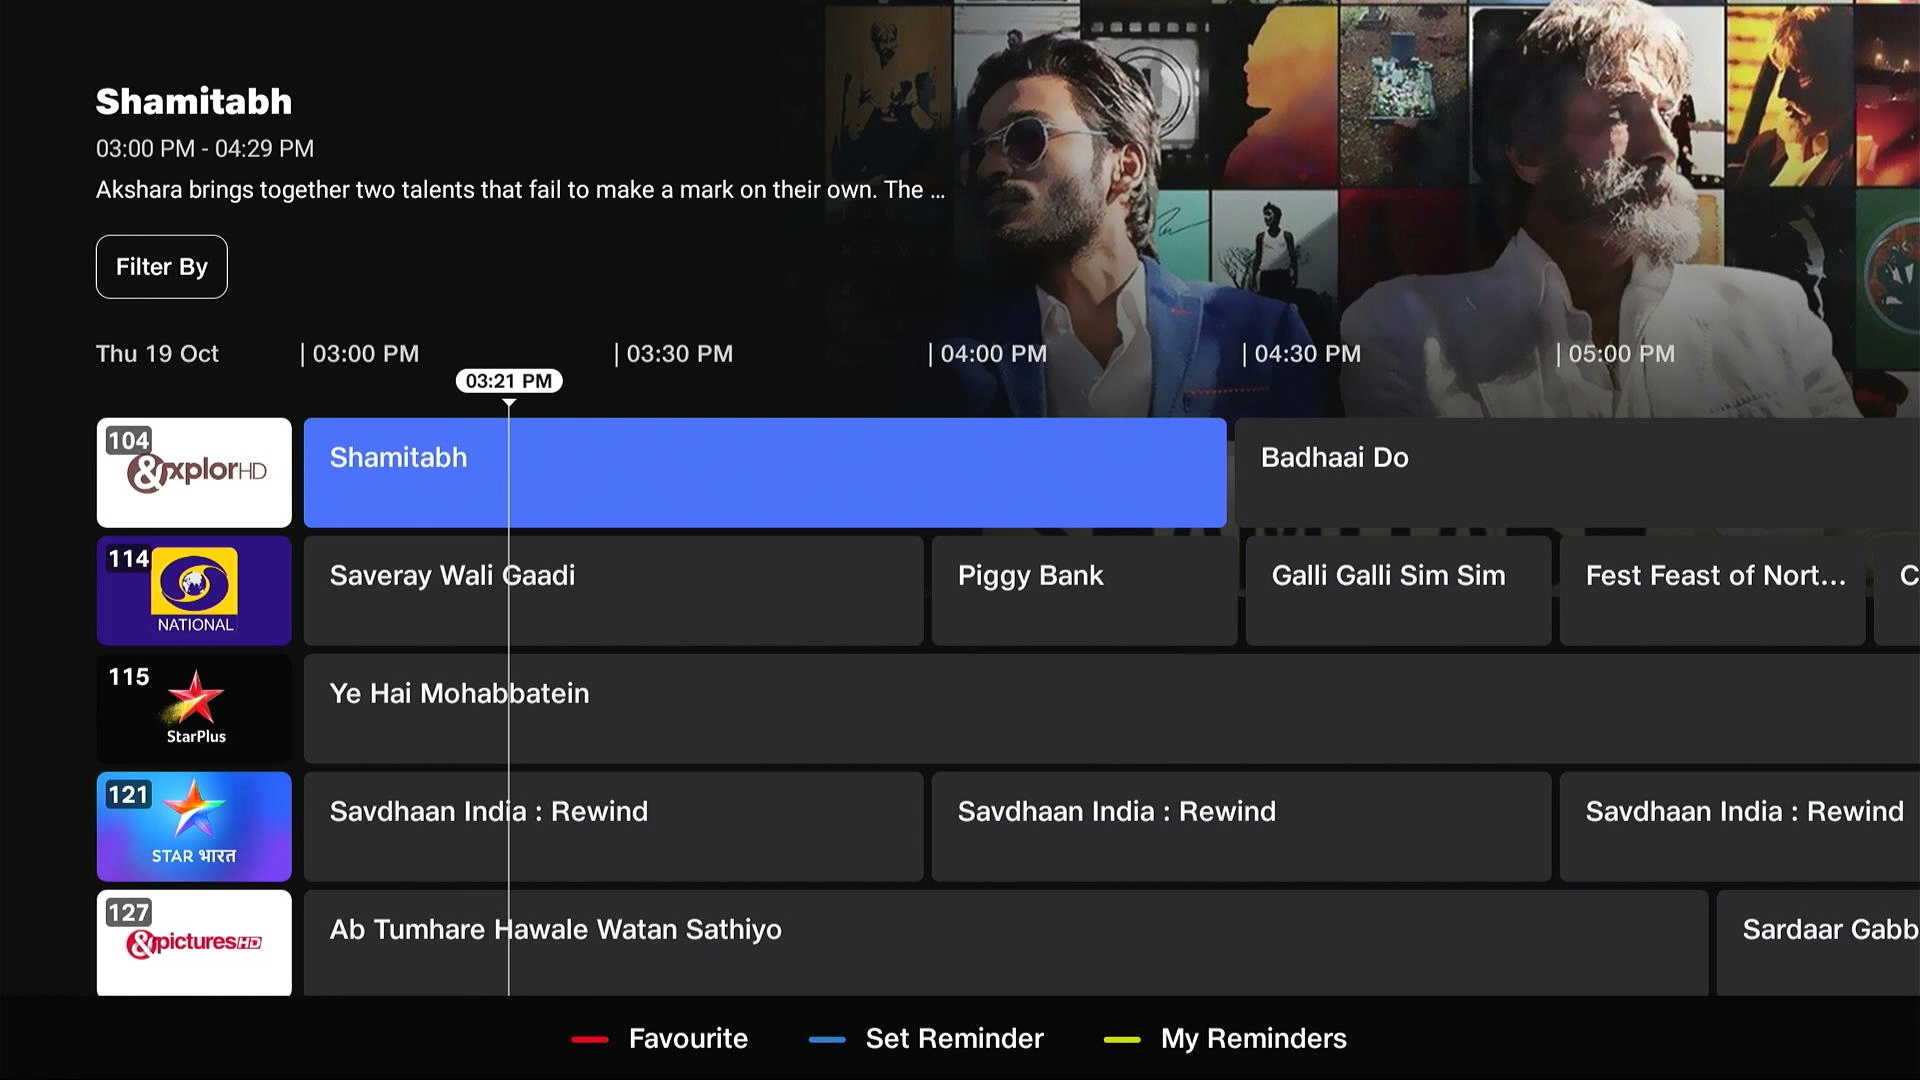 Shamitabh
03:00 PM - 04:29 PM
Akshara brings together two talents that fail to make a mark on their own. The ...
Filter By
Thu 19 Oct | 03:00 PM | 03:30 PM | 04:00 PM | 04:30 PM | 05:00 PM
03:21 PM
104
&xplorHD
Shamitabh
Badhaai Do
114
NATIONAL
Saveray Wali Gaadi
Piggy Bank
Galli Galli Sim Sim
Fest Feast of Nort...
C
115
StarPlus
Ye Hai Mohabbatein
121
STAR भारत
Savdhaan India : Rewind
Savdhaan India : Rewind
Savdhaan India : Rewind
127
&pictures HD
Ab Tumhare Hawale Watan Sathiyo
Sardaar Gabb
Favourite
Set Reminder
My Reminders